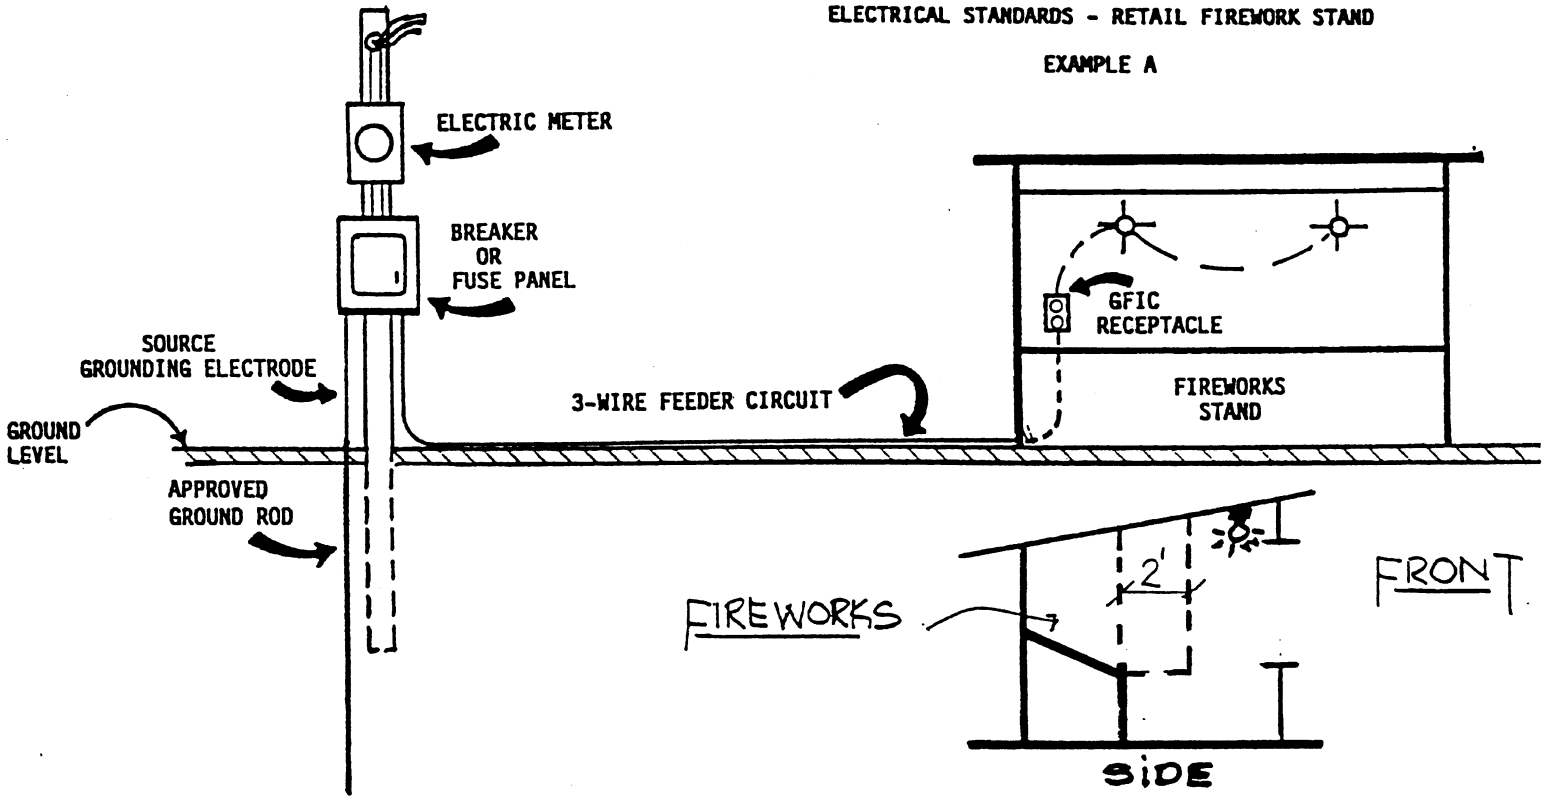 ELECTRICAL STANDARDS - RETAIL FIREWORK STAND
EXAMPLE A
ELECTRIC METER
BREAKER
OR
FUSE PANEL
GFIC
RECEPTACLE
SOURCE
GROUNDING ELECTRODE
3-WIRE FEEDER CIRCUIT
FIREWORKS
STAND
GROUND
LEVEL
APPROVED
GROUND ROD
2'
FRONT
FIREWORKS
SiDE